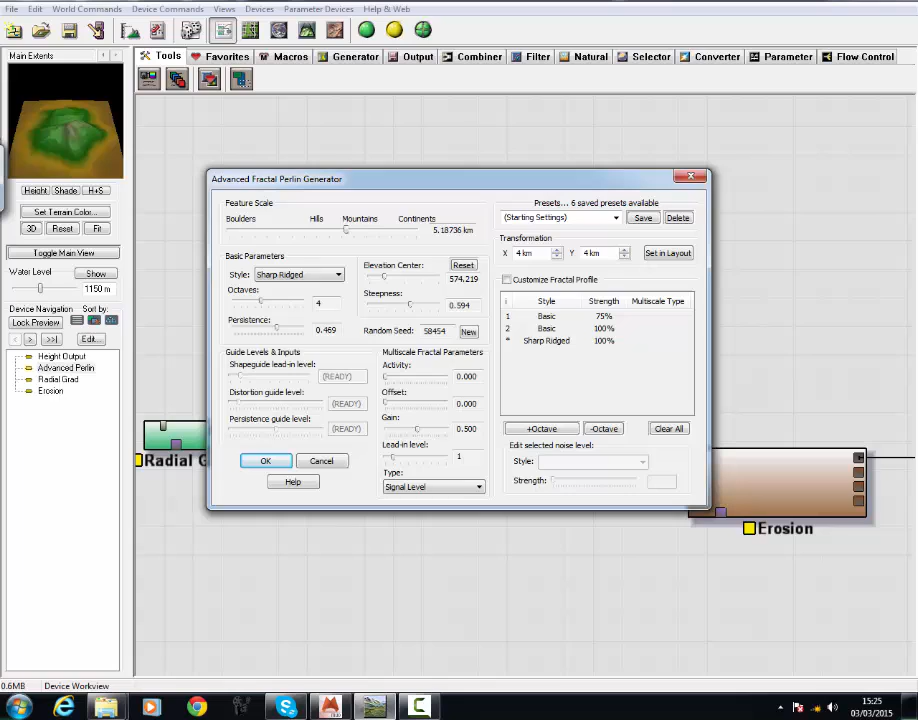 File Edit World Commands Device Commands Views Devices Parameter Devices Help & Web
Main Extents
Tools Favorites Macros Generator Output Combiner Filter Natural Selector Converter Parameter Flow Control
Height Shade H+S
Set Terrain Color...
3D Reset Fit
Toggle Main View
Water Level Show
1150 m
Device Navigation Sort by:
Lock Preview
< > >>| Edit...
Height Output
Advanced Perlin
Radial Grad
Erosion
Radial G
Erosion
Advanced Fractal Perlin Generator
Feature Scale
Boulders Hills Mountains Continents
5.18736 km
Basic Parameters
Style: Sharp Ridged
Octaves:
4
Persistence:
0.469
Elevation Center: Reset
574.219
Steepness:
0.594
Random Seed: 58454 New
Guide Levels & Inputs
Shapeguide lead-in level:
(READY)
Distortion guide level:
(READY)
Persistence guide level:
(READY)
OK Cancel
Help
Multiscale Fractal Parameters
Activity:
0.000
Offset:
0.000
Gain:
0.500
Lead-in level:
1
Type:
Signal Level
Presets... 6 saved presets available
(Starting Settings) Save Delete
Transformation
X 4 km Y 4 km Set in Layout
Customize Fractal Profile
i Style Strength Multiscale Type
1 Basic 75%
2 Basic 100%
* Sharp Ridged 100%
+Octave -Octave Clear All
Edit selected noise level:
Style:
Strength:
0.6MB Device Workview
15:25
03/03/2015